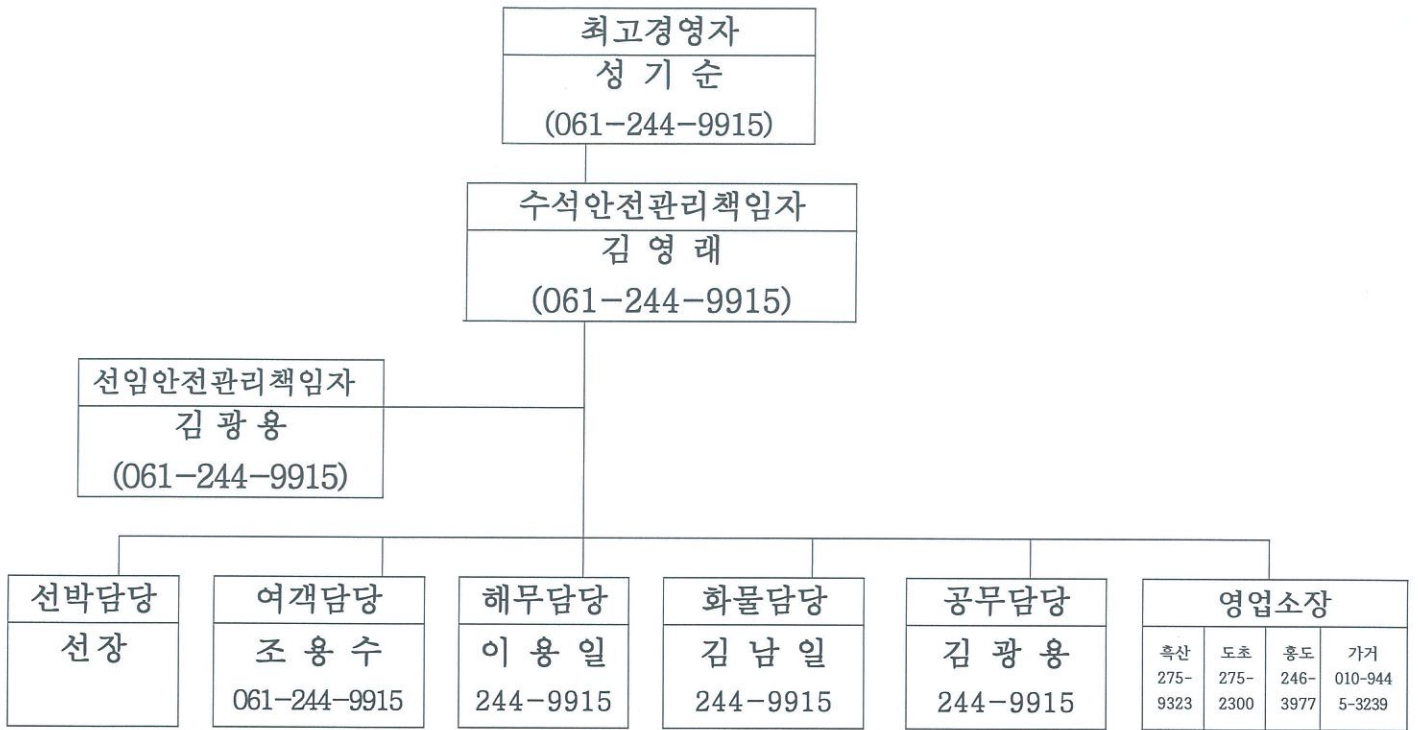 최고경영자
성 기 순
(061-244-9915)
수석안전관리책임자
김 영 래
(061-244-9915)
선임안전관리책임자
김 광 용
(061-244-9915)
선박담당
선장
여객담당
조 용 수
061-244-9915
해무담당
이 용 일
244-9915
화물담당
김 남 일
244-9915
공무담당
김 광 용
244-9915
영업소장
흑산
275-
9323
도초
275-
2300
홍도
246-
3977
가거
010-944
5-3239